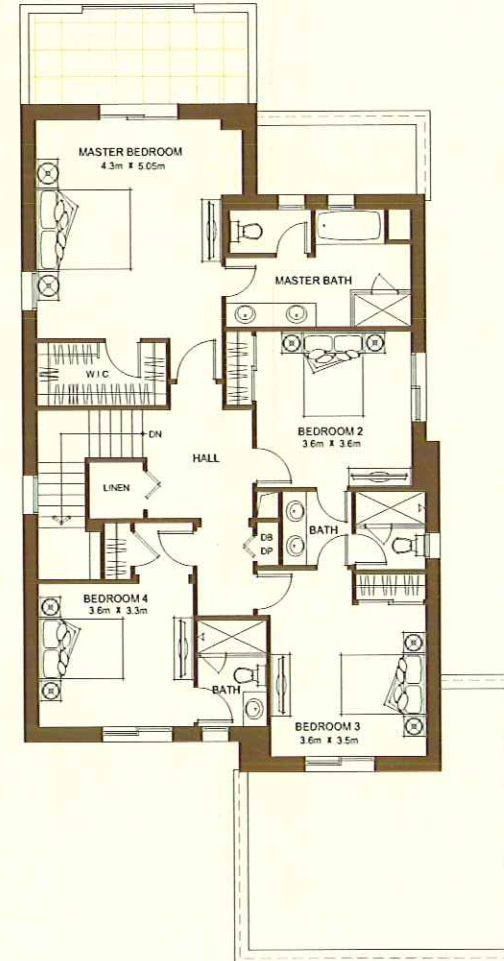 MASTER BEDROOM
4.3m X 5.05m
MASTER BATH
W.I.C
BEDROOM 2
3.6m X 3.6m
DN
HALL
LINEN
BATH
DB
DP
BEDROOM 4
3.6m X 3.3m
BATH
BEDROOM 3
3.6m X 3.5m